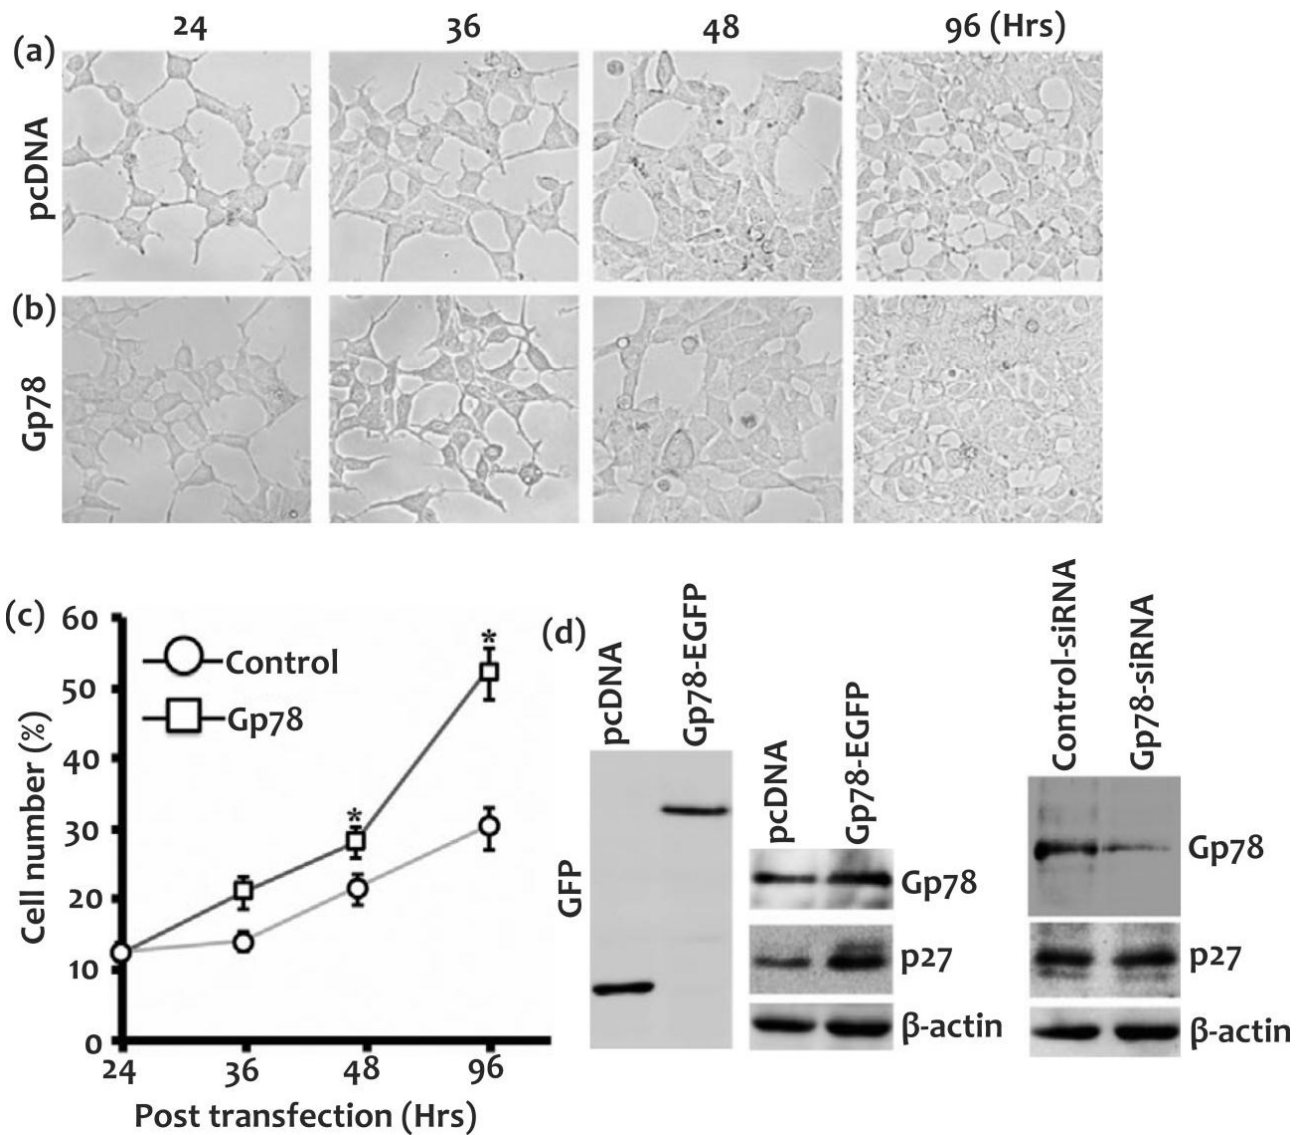 24 36 48 96 (Hrs)
(a)
pcDNA
(b)
Gp78
(c)
60
50
40
30
20
10
0
Cell number (%)
Control
Gp78
*
*
24 36 48 96
Post transfection (Hrs)
(d)
pcDNA
Gp78-EGFP
GFP
pcDNA
Gp78-EGFP
Gp78
p27
β-actin
Control-siRNA
Gp78-siRNA
Gp78
p27
β-actin